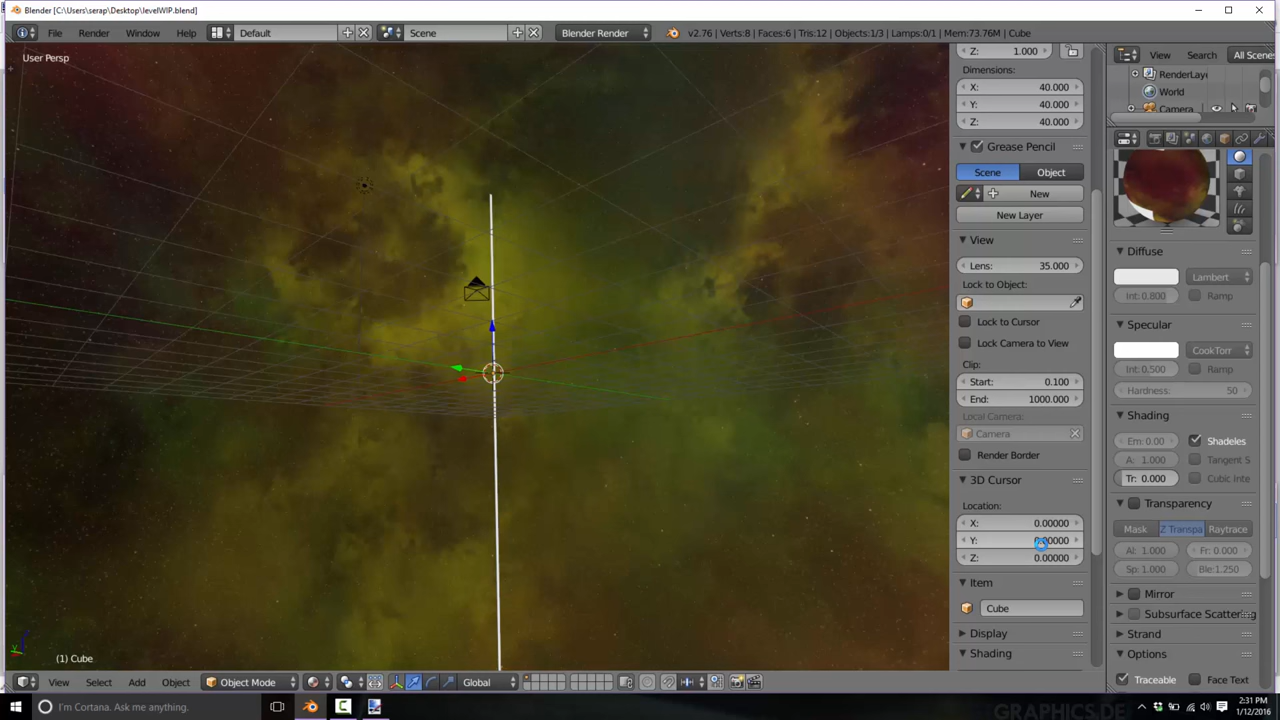 Blender [C:\Users\serap\Desktop\levelWIP.blend]
File Render Window Help Default Scene Blender Render v2.76 | Verts:8 | Faces:6 | Tris:12 | Objects:1/3 | Lamps:0/1 | Mem:73.76M | Cube
User Persp
Z: 1.000
Dimensions:
X: 40.000
Y: 40.000
Z: 40.000
Grease Pencil
Scene Object
New
New Layer
View
Lens: 35.000
Lock to Object:
Lock to Cursor
Lock Camera to View
Clip:
Start: 0.100
End: 1000.000
Local Camera:
Camera
Render Border
3D Cursor
Location:
X: 0.00000
Y: 0.00000
Z: 0.00000
Item
Cube
Display
Shading
View Search All Scenes
RenderLaye
World
Camera
Diffuse
Lambert
Int: 0.800 Ramp
Specular
CookTorr
Int: 0.500 Ramp
Hardness: 50
Shading
Em: 0.00 Shadeles
A: 1.000 Tangent S
Tr: 0.000 Cubic Inte
Transparency
Mask Z Transpa Raytrace
Al: 1.000 Fr: 0.000
Sp: 1.000 Ble:1.250
Mirror
Subsurface Scattering
Strand
Options
Traceable Face Text
(1) Cube
View Select Add Object Object Mode Global
I'm Cortana. Ask me anything.
2:31 PM
1/12/2016
GRAPHICS.DE